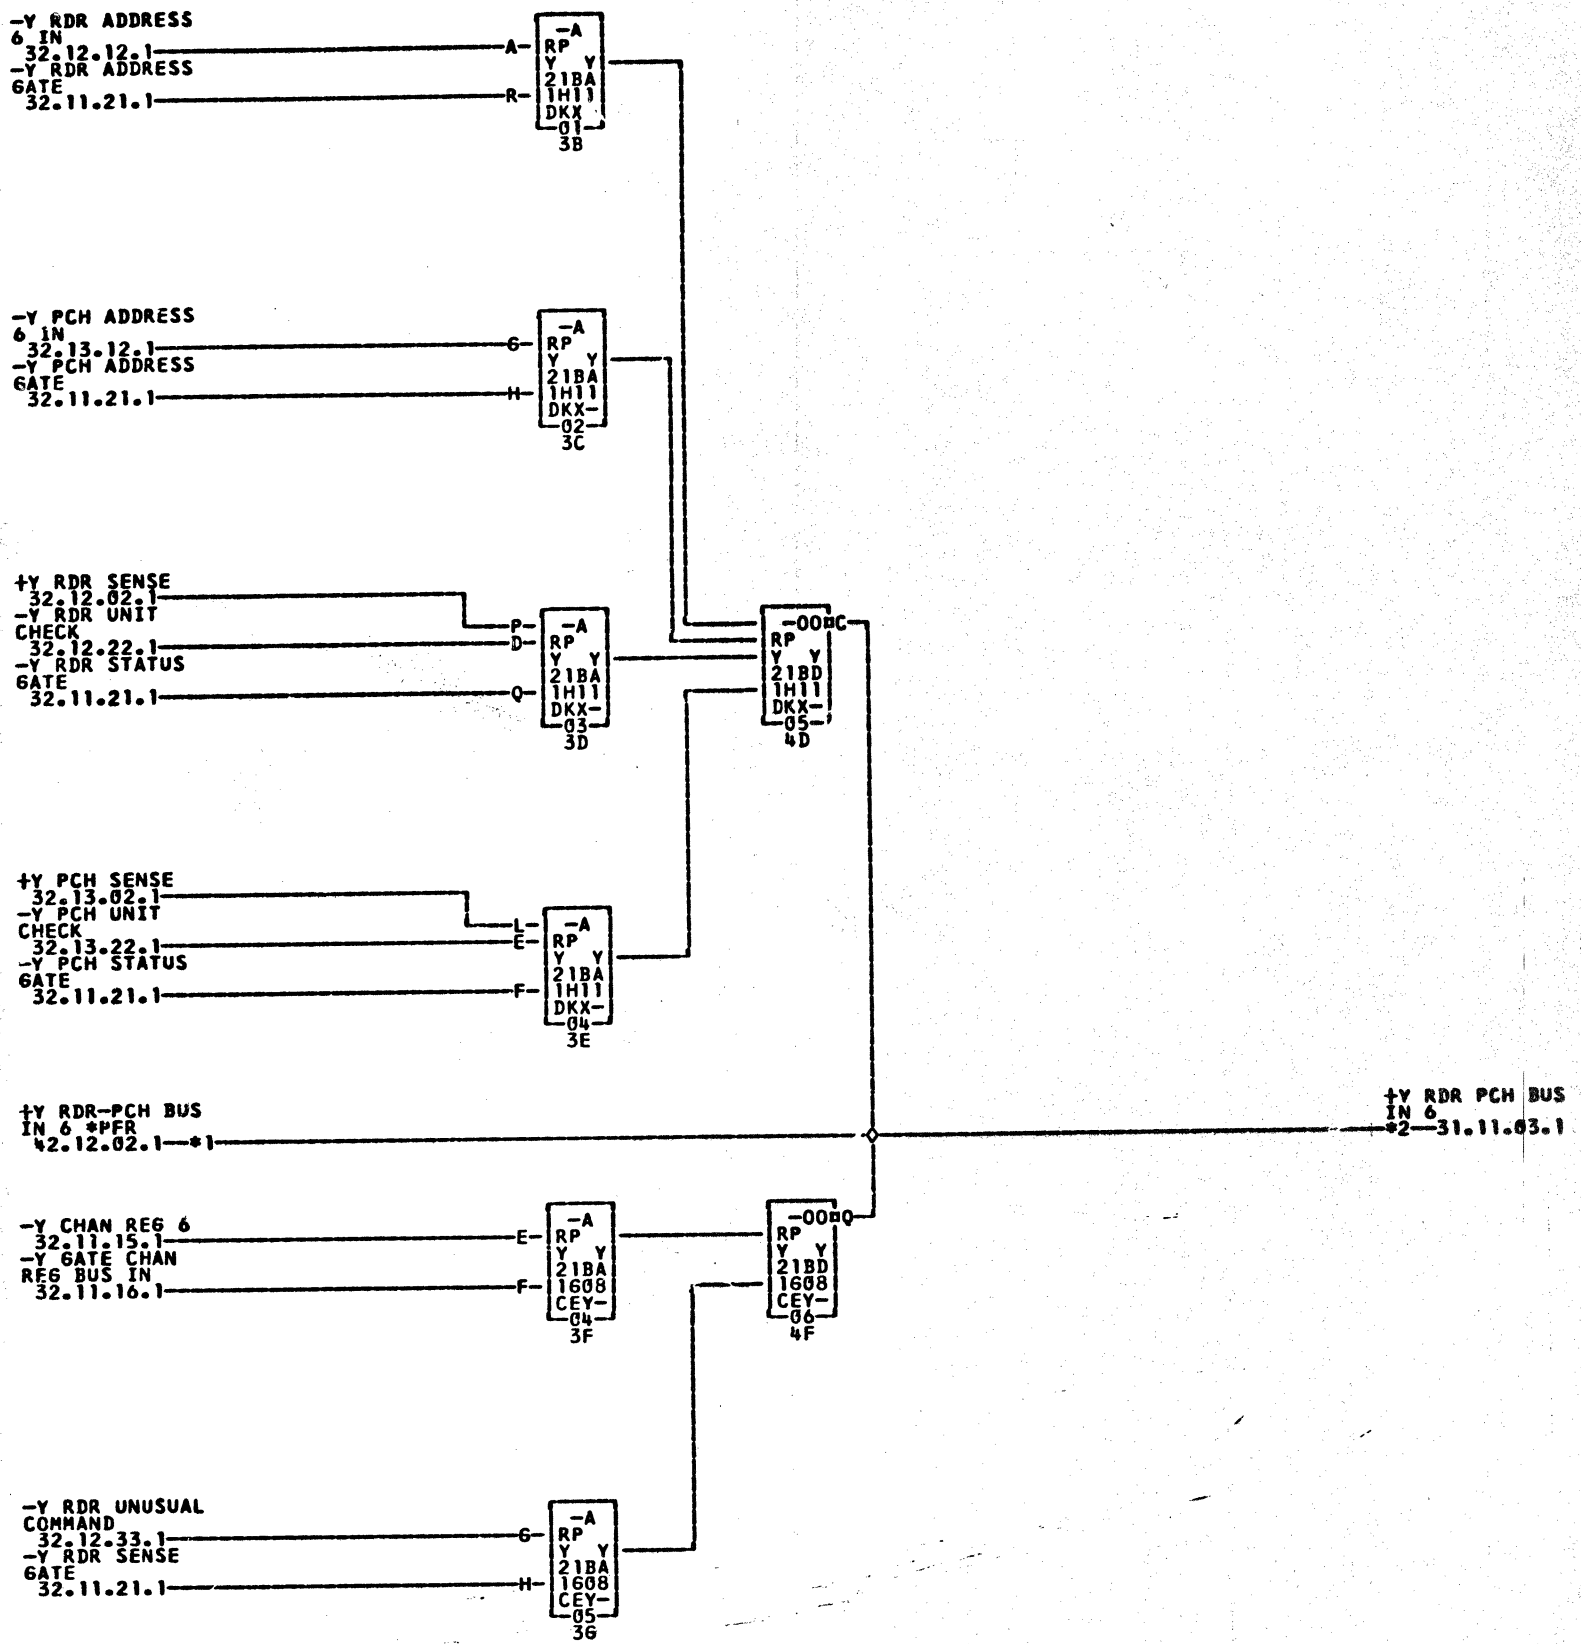 -Y RDR ADDRESS
6 IN
32.12.12.1
-Y RDR ADDRESS
GATE
32.11.21.1
A
R
-A
RP
Y Y
21BA
1H11
DKX
01
3B
-Y PCH ADDRESS
6 IN
32.13.12.1
-Y PCH ADDRESS
GATE
32.11.21.1
G
H
-A
RP
Y Y
21BA
1H11
DKX-
02
3C
+Y RDR SENSE
32.12.02.1
-Y RDR UNIT
CHECK
32.12.22.1
-Y RDR STATUS
GATE
32.11.21.1
P
D
Q
-A
RP
Y Y
21BA
1H11
DKX-
03
3D
-OO¤C
RP
Y Y
21BD
1H11
DKX-
05
4D
+Y PCH SENSE
32.13.02.1
-Y PCH UNIT
CHECK
32.13.22.1
-Y PCH STATUS
GATE
32.11.21.1
L
E
F
-A
RP
Y Y
21BA
1H11
DKX-
04
3E
+Y RDR-PCH BUS
IN 6 *PFR
42.12.02.1—*1
+Y RDR PCH BUS
IN 6
*2—31.11.03.1
-Y CHAN REG 6
32.11.15.1
-Y GATE CHAN
REG BUS IN
32.11.16.1
E
F
-A
RP
Y Y
21BA
1608
CEY-
04
3F
-OO¤Q
RP
Y Y
21BD
1608
CEY-
06
4F
-Y RDR UNUSUAL
COMMAND
32.12.33.1
-Y RDR SENSE
GATE
32.11.21.1
G
H
-A
RP
Y Y
21BA
1608
CEY-
05
3G